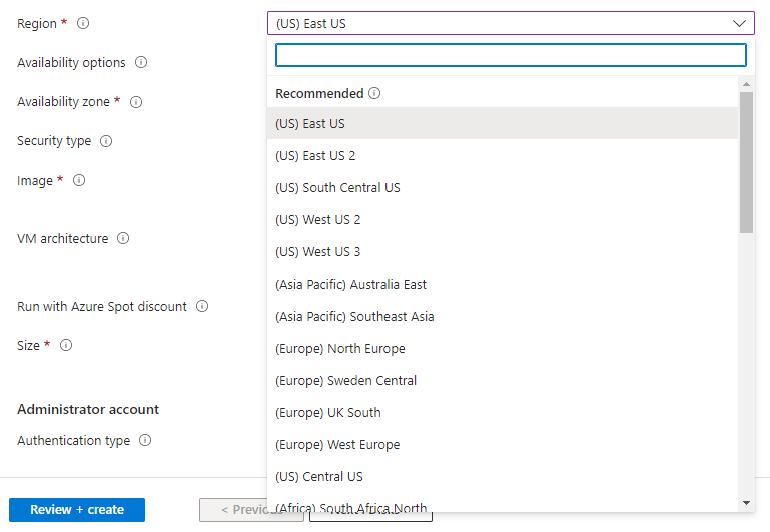 Region *
(US) East US
Availability options
Availability zone *
Recommended
Security type
(US) East US
(US) East US 2
Image *
(US) South Central US
(US) West US 2
VM architecture
(US) West US 3
(Asia Pacific) Australia East
Run with Azure Spot discount
(Asia Pacific) Southeast Asia
Size *
(Europe) North Europe
(Europe) Sweden Central
Administrator account
(Europe) UK South
Authentication type
(Europe) West Europe
(US) Central US
(Africa) South Africa North
Review + create
< Previous